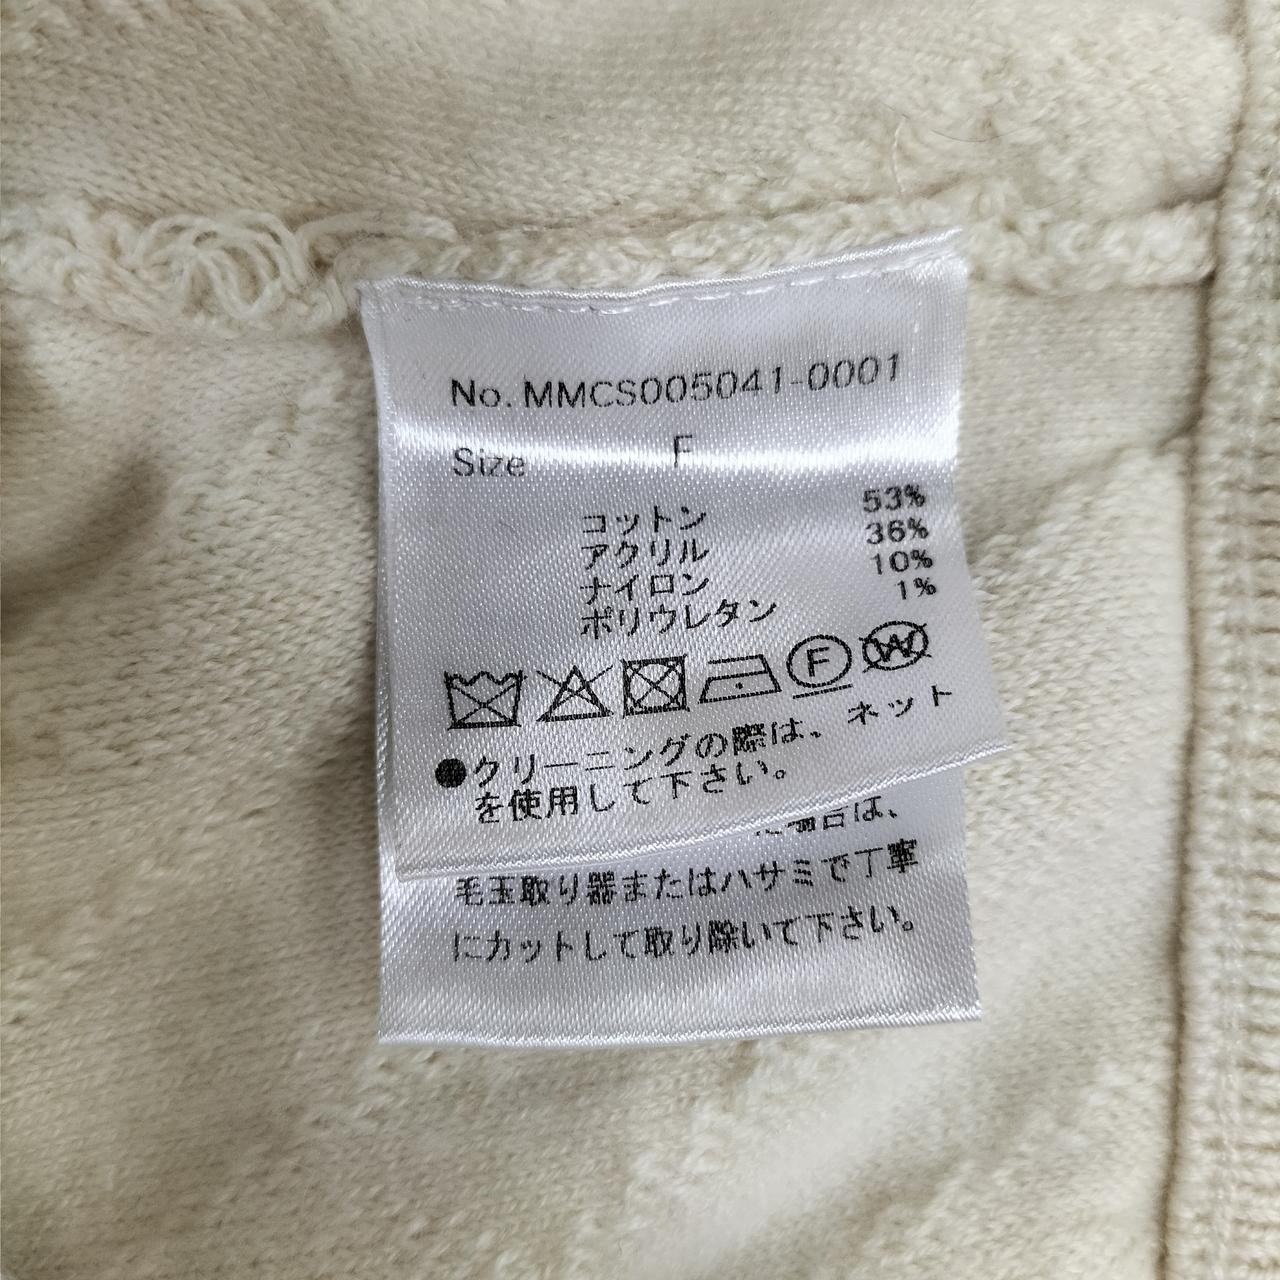 No. MMCS005041-0001
Size F
コットン 53%
アクリル 36%
ナイロン 10%
ポリウレタン 1%
F W
●クリーニングの際は、ネット
を使用して下さい。
場合は、
毛玉取り器またはハサミで丁寧
にカットして取り除いて下さい。